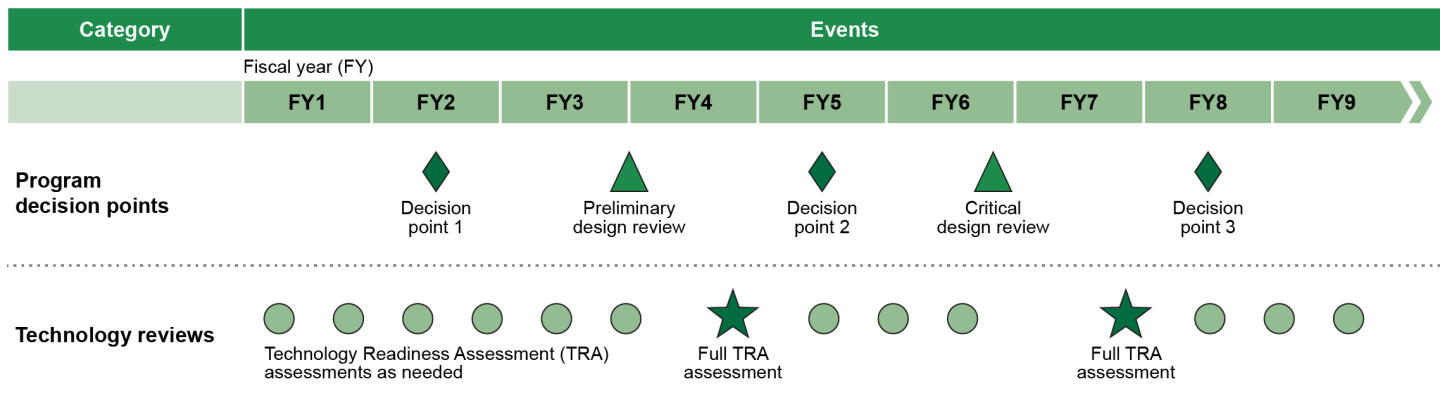 Category
Events
Fiscal year (FY)
FY1
FY2
FY3
FY4
FY5
FY6
FY7
FY8
FY9
Program
decision points
Decision
point 1
Preliminary
design review
Decision
point 2
Critical
design review
Decision
point 3
Technology reviews
Technology Readiness Assessment (TRA)
assessments as needed
Full TRA
assessment
Full TRA
assessment